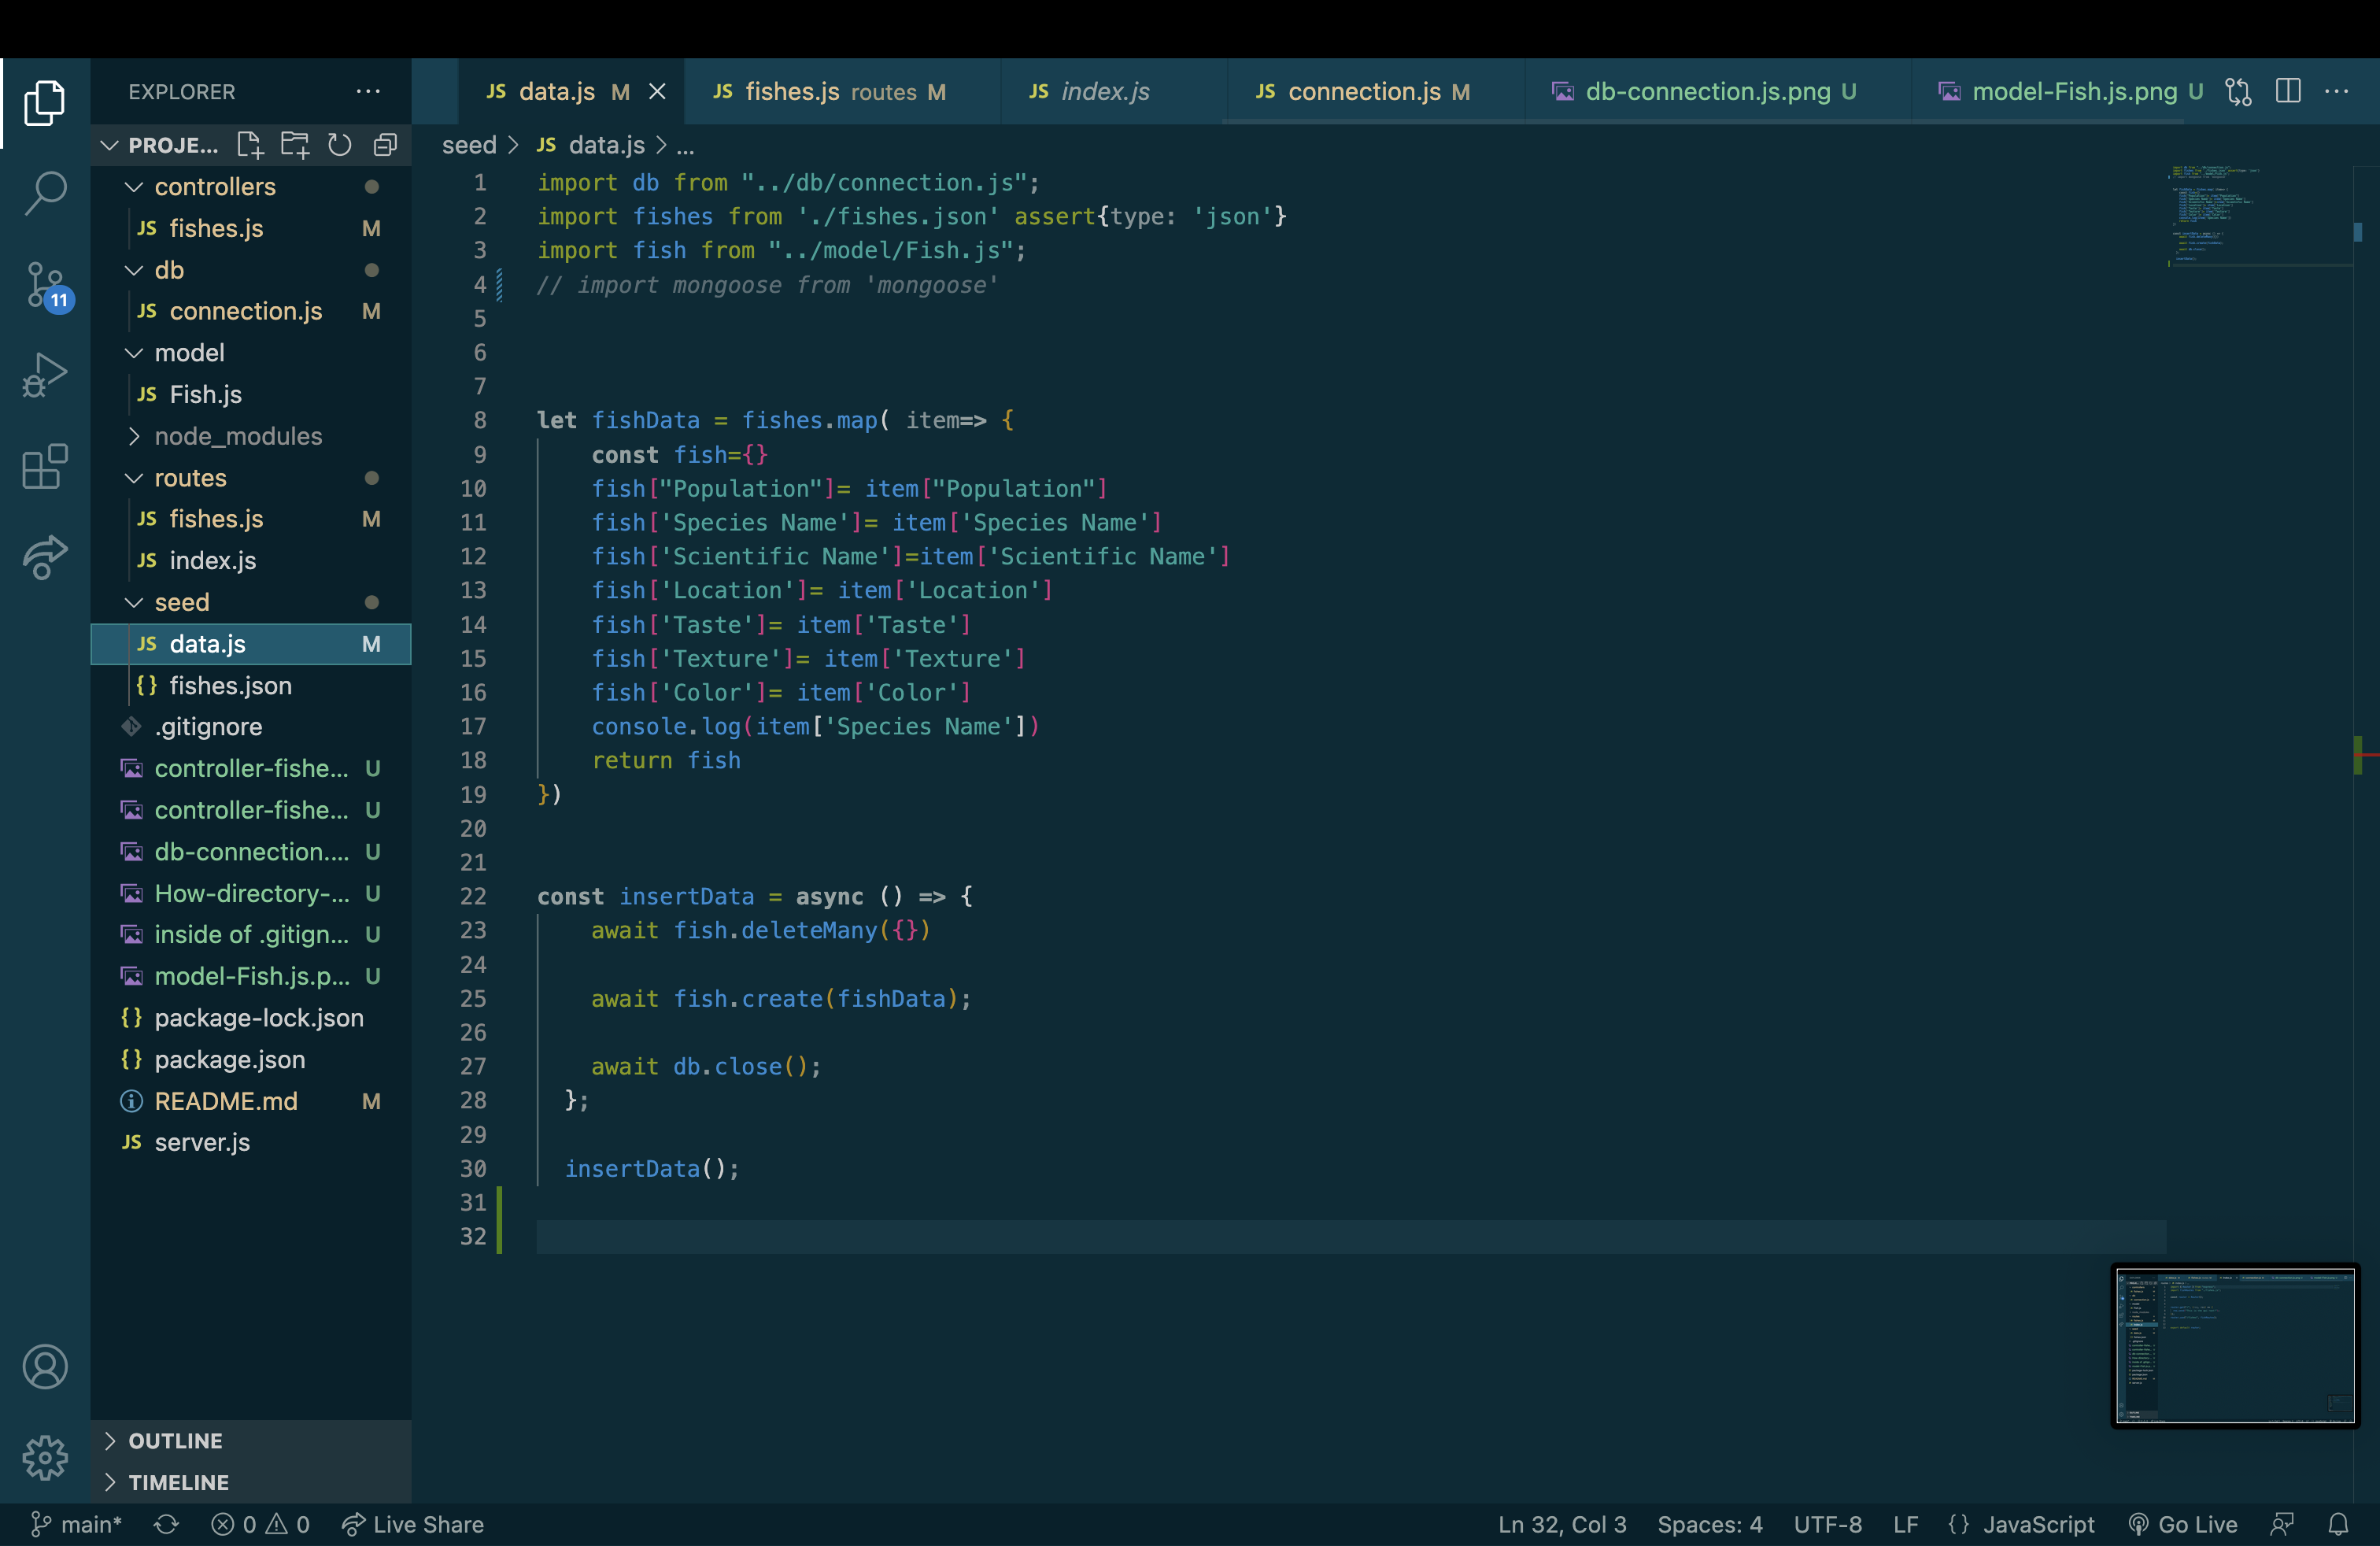 EXPLORER ...
PROJE...
controllers
JS fishes.js M
db
JS connection.js M
model
JS Fish.js
node_modules
routes
JS fishes.js M
JS index.js
seed
JS data.js M
{} fishes.json
.gitignore
controller-fishe... U
controller-fishe... U
db-connection.... U
How-directory-... U
inside of .gitign... U
model-Fish.js.p... U
{} package-lock.json
{} package.json
README.md M
JS server.js
OUTLINE
TIMELINE
11
JS data.js M JS fishes.js routes M JS index.js JS connection.js M db-connection.js.png U model-Fish.js.png U ...
seed > JS data.js > ...
1 import db from "../db/connection.js";
2 import fishes from './fishes.json' assert{type: 'json'}
3 import fish from "../model/Fish.js";
4 // import mongoose from 'mongoose'
5
6
7
8 let fishData = fishes.map( item=> {
9 const fish={}
10 fish["Population"]= item["Population"]
11 fish['Species Name']= item['Species Name']
12 fish['Scientific Name']=item['Scientific Name']
13 fish['Location']= item['Location']
14 fish['Taste']= item['Taste']
15 fish['Texture']= item['Texture']
16 fish['Color']= item['Color']
17 console.log(item['Species Name'])
18 return fish
19 })
20
21
22 const insertData = async () => {
23 await fish.deleteMany({})
24
25 await fish.create(fishData);
26
27 await db.close();
28 };
29
30 insertData();
31
32
main* 0 0 Live Share Ln 32, Col 3 Spaces: 4 UTF-8 LF {} JavaScript Go Live